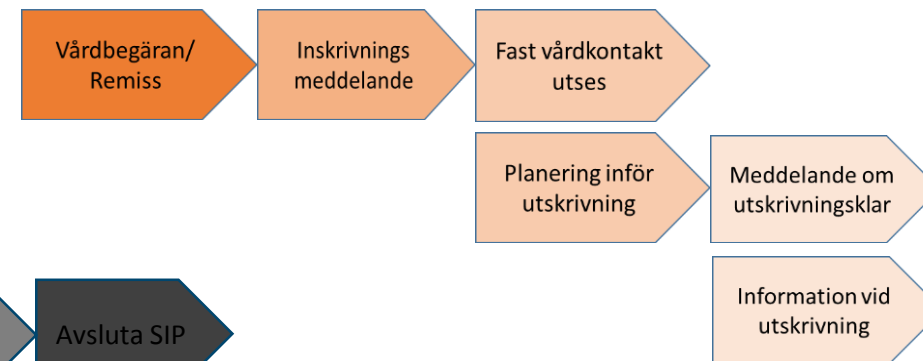 Vårdbegäran/
Remiss
Inskrivnings
meddelande
Fast vårdkontakt
utses
Planering inför
utskrivning
Meddelande om
utskrivningsklar
Information vid
utskrivning
Avsluta SIP